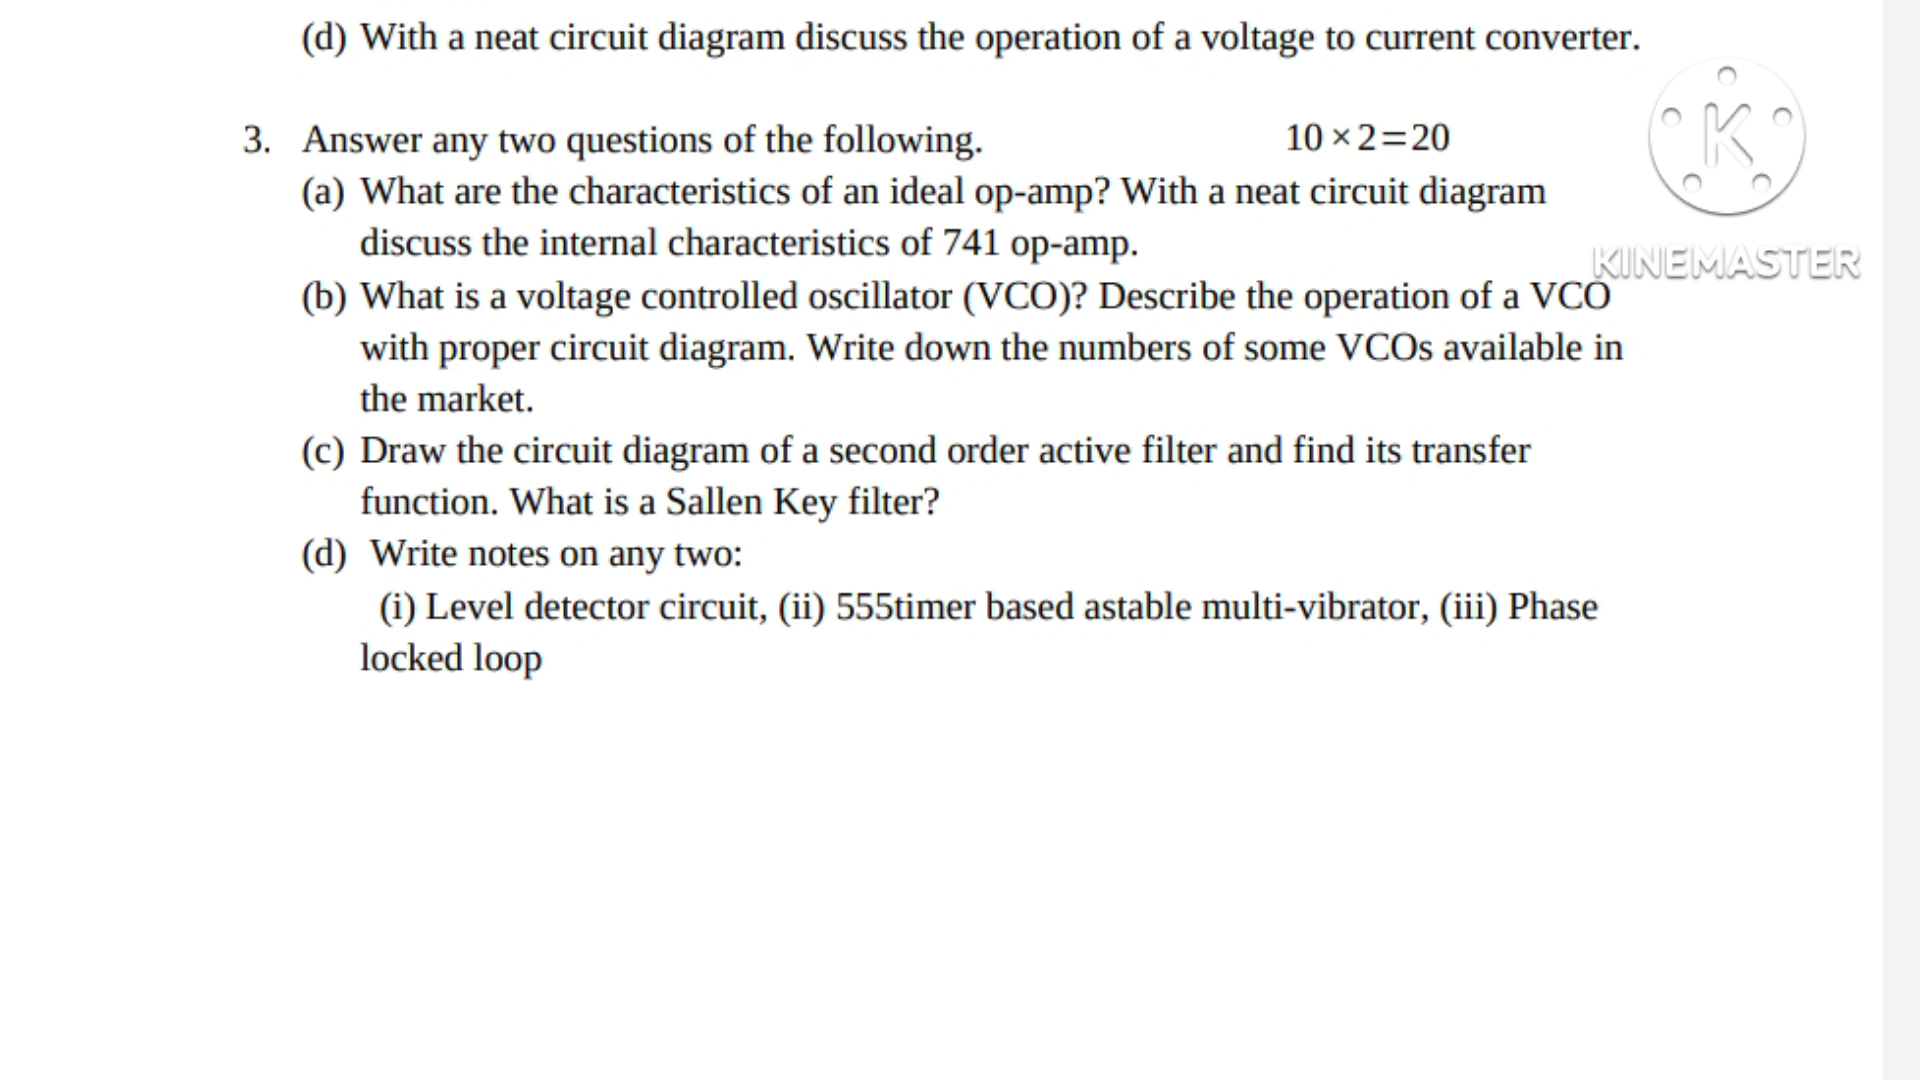 (d) With a neat circuit diagram discuss the operation of a voltage to current converter.
3. Answer any two questions of the following. 10 × 2=20
(a) What are the characteristics of an ideal op-amp? With a neat circuit diagram
discuss the internal characteristics of 741 op-amp.
KINEMASTER
(b) What is a voltage controlled oscillator (VCO)? Describe the operation of a VCO
with proper circuit diagram. Write down the numbers of some VCOs available in
the market.
(c) Draw the circuit diagram of a second order active filter and find its transfer
function. What is a Sallen Key filter?
(d) Write notes on any two:
(i) Level detector circuit, (ii) 555timer based astable multi-vibrator, (iii) Phase
locked loop